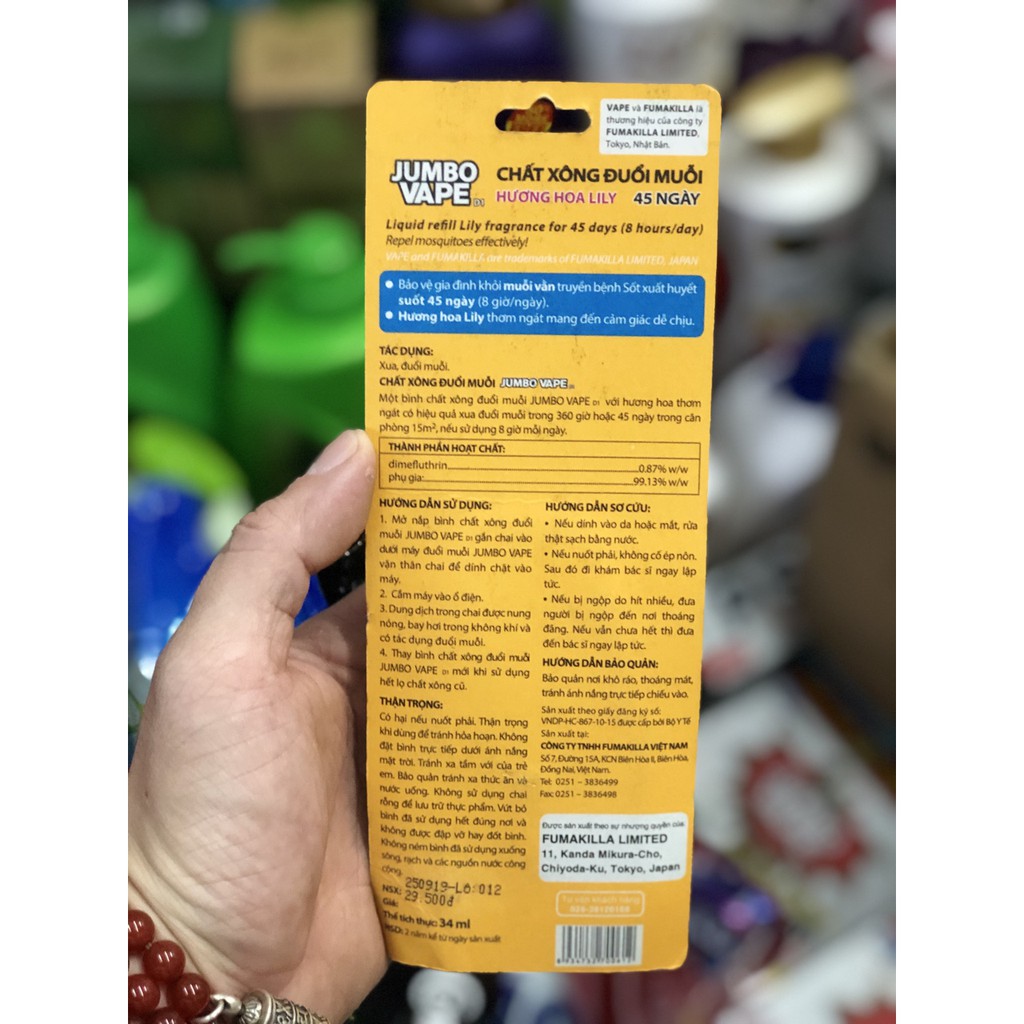 VAPE và FUMAKILLA là
thương hiệu của công ty
FUMAKILLA LIMITED,
Tokyo, Nhật Bản.
JUMBO
VAPE D1
CHẤT XÔNG ĐUỔI MUỖI
HƯƠNG HOA LILY 45 NGÀY
Liquid refill Lily fragrance for 45 days (8 hours/day)
Repel mosquitoes effectively!
VAPE and FUMAKILLA are trademarks of FUMAKILLA LIMITED, JAPAN
Bảo vệ gia đình khỏi muỗi vằn truyền bệnh Sốt xuất huyết
suốt 45 ngày (8 giờ/ngày).
Hương hoa Lily thơm ngát mang đến cảm giác dễ chịu.
TÁC DỤNG:
Xua, đuổi muỗi.
CHẤT XÔNG ĐUỔI MUỖI JUMBO VAPE D1
Một bình chất xông đuổi muỗi JUMBO VAPE D1 với hương hoa thơm
ngát có hiệu quả xua đuổi muỗi trong 360 giờ hoặc 45 ngày trong căn
phòng 15m², nếu sử dụng 8 giờ mỗi ngày.
THÀNH PHẦN HOẠT CHẤT:
dimefluthrin 0.87% w/w
phụ gia: 99.13% w/w
HƯỚNG DẪN SỬ DỤNG:
1. Mở nắp bình chất xông đuổi
muỗi JUMBO VAPE D1 gắn chai vào
dưới máy đuổi muỗi JUMBO VAPE
vặn thân chai để dính chặt vào
máy.
2. Cắm máy vào ổ điện.
3. Dung dịch trong chai được nung
nóng, bay hơi trong không khí và
có tác dụng đuổi muỗi.
4. Thay bình chất xông đuổi muỗi
JUMBO VAPE D1 mới khi sử dụng
hết lọ chất xông cũ.
THẬN TRỌNG:
Có hại nếu nuốt phải. Thận trọng
khi dùng để tránh hỏa hoạn. Không
đặt bình trực tiếp dưới ánh nắng
mặt trời. Tránh xa tầm với của trẻ
em. Bảo quản tránh xa thức ăn và
nước uống. Không sử dụng chai
rỗng để lưu trữ thực phẩm. Vứt bỏ
bình đã sử dụng hết đúng nơi và
không được đập vỡ hay đốt bình.
Không ném bình đã sử dụng xuống
sông, rạch và các nguồn nước công
cộng.
NSX: 250919-L6:012
Giá: 29.500đ
Thể tích thực: 34 ml
HSD: 2 năm kể từ ngày sản xuất
HƯỚNG DẪN SƠ CỨU:
• Nếu dính vào da hoặc mắt, rửa
thật sạch bằng nước.
• Nếu nuốt phải, không cố ép nôn.
Sau đó đi khám bác sĩ ngay lập
tức.
• Nếu bị ngộp do hít nhiều, đưa
người bị ngộp đến nơi thoáng
đãng. Nếu vẫn chưa hết thì đưa
đến bác sĩ ngay lập tức.
HƯỚNG DẪN BẢO QUẢN:
Bảo quản nơi khô ráo, thoáng mát,
tránh ánh nắng trực tiếp chiếu vào.
Sản xuất theo giấy đăng ký số:
VNDP-HC-867-10-15 được cấp bởi Bộ Y Tế
Sản xuất tại:
CÔNG TY TNHH FUMAKILLA VIỆT NAM
Số 7, Đường 15A, KCN Biên Hòa II, Biên Hòa,
Đồng Nai, Việt Nam.
Tel: 0251 – 3836499
Fax: 0251 – 3836498
Được sản xuất theo sự nhượng quyền của
FUMAKILLA LIMITED
11, Kanda Mikura-Cho,
Chiyoda-Ku, Tokyo, Japan
Tư vấn khách hàng